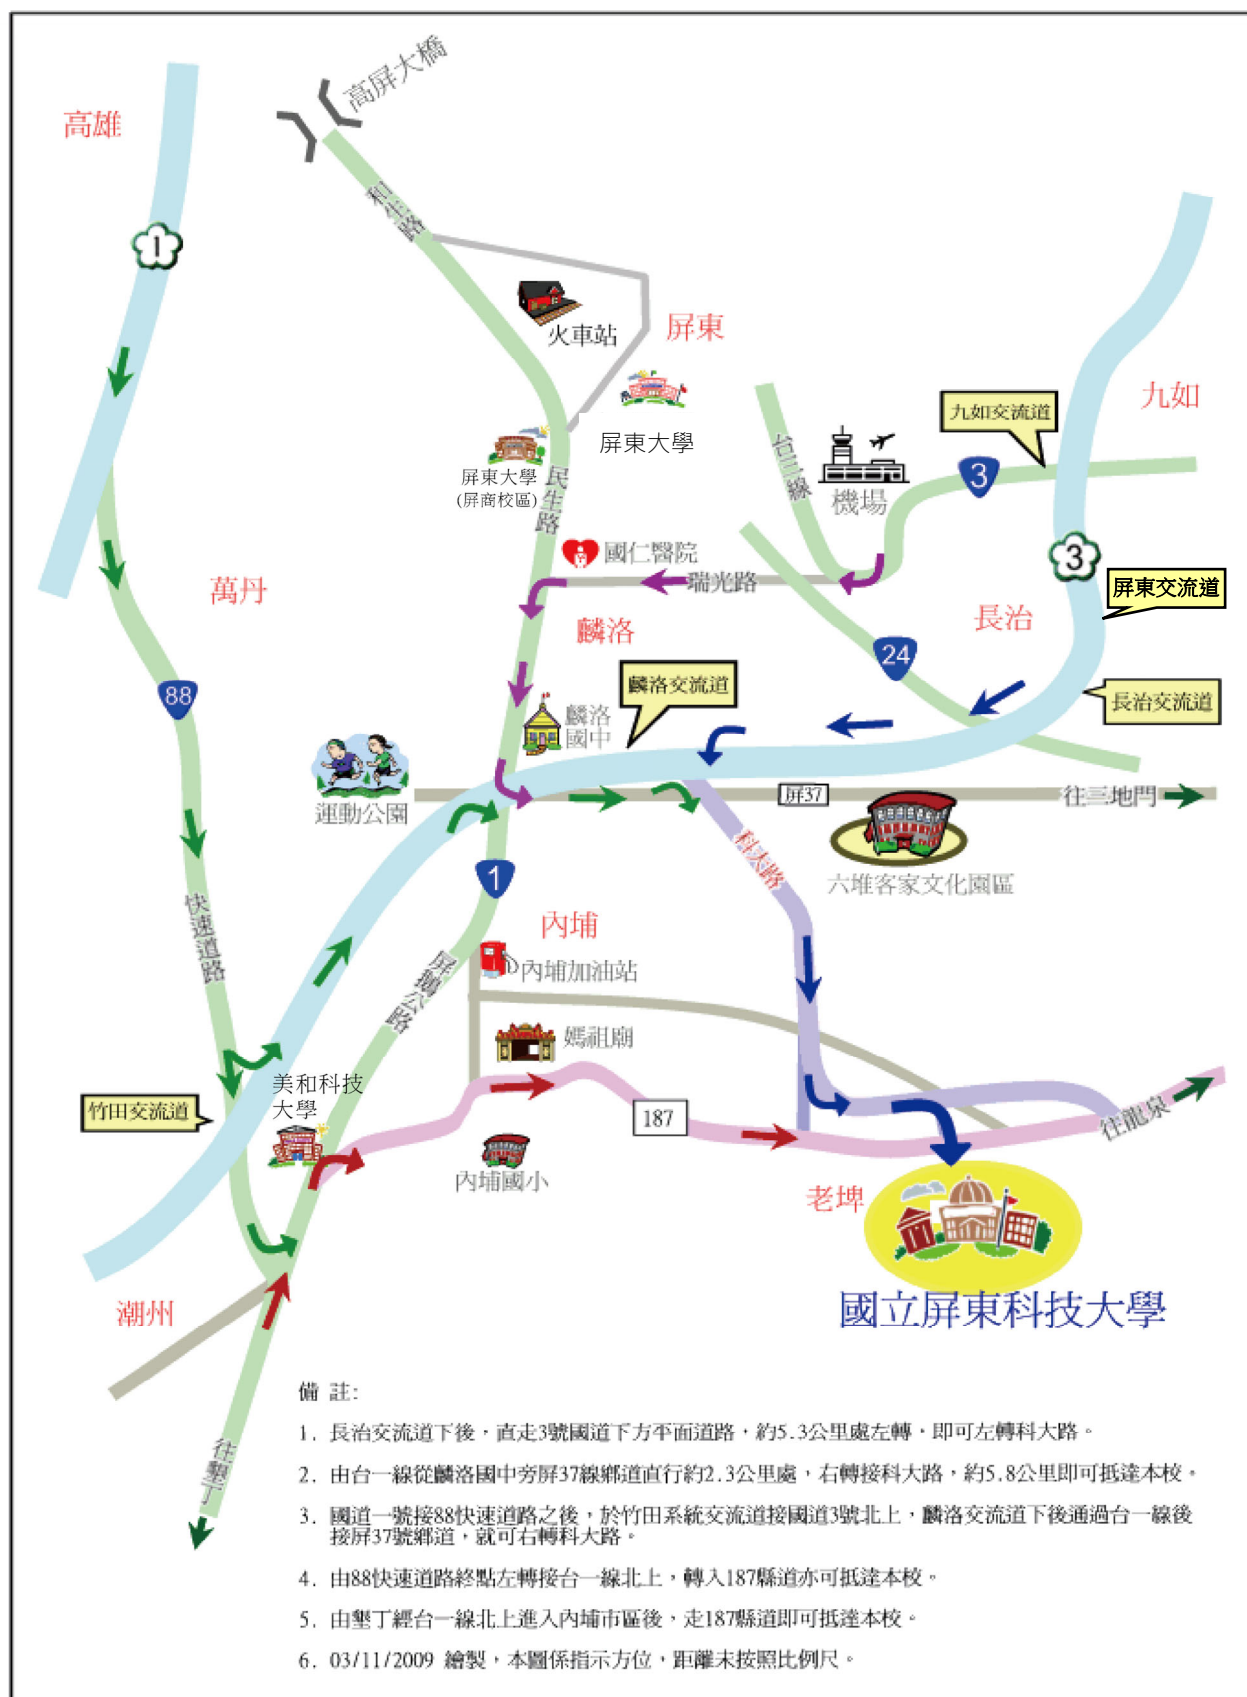 高屏大橋
高雄
1
和生路
火車站
屏東
九如
九如交流道
屏東大學
屏東大學
(屏商校區)
民生路
台三線
機場
3
國仁醫院
瑞光路
3
屏東交流道
萬丹
麟洛
長治
24
88
麟洛交流道
長治交流道
麟洛
國中
運動公園
屏37
往三地門
科大路
六堆客家文化園區
1
快速道路
內埔
屏鵝公路
內埔加油站
媽祖廟
美和科技
大學
竹田交流道
187
往龍泉
內埔國小
老埤
潮州
國立屏東科技大學
往墾丁
備 註:
1. 長治交流道下後，直走3號國道下方平面道路，約5.3公里處左轉，即可左轉科大路。
2. 由台一線從麟洛國中旁屏37線鄉道直行約2.3公里處，右轉接科大路，約5.8公里即可抵達本校。
3. 國道一號接88快速道路之後，於竹田系統交流道接國道3號北上，麟洛交流道下後通過台一線後
接屏37號鄉道，就可右轉科大路。
4. 由88快速道路終點左轉接台一線北上，轉入187縣道亦可抵達本校。
5. 由墾丁經台一線北上進入內埔市區後，走187縣道即可抵達本校。
6. 03/11/2009 繪製，本圖係指示方位，距離未按照比例尺。